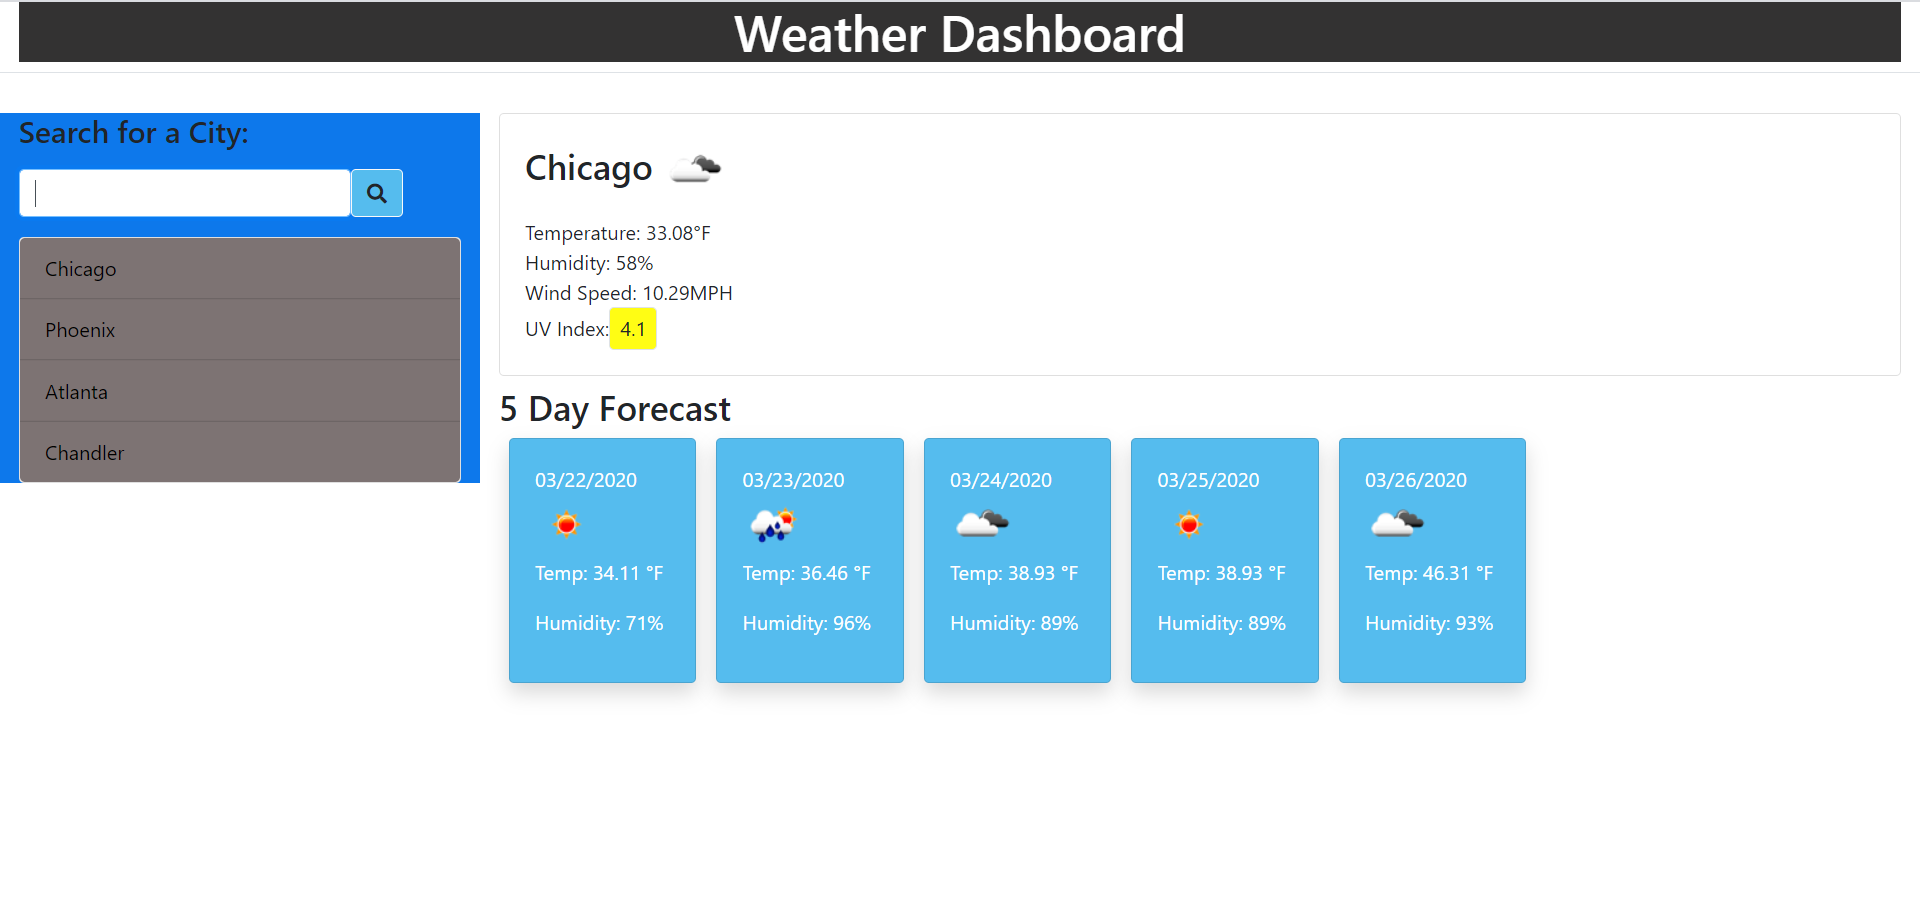 Weather Dashboard
Search for a City:
Chicago
Phoenix
Atlanta
Chandler
Chicago
Temperature: 33.08°F
Humidity: 58%
Wind Speed: 10.29MPH
UV Index: 4.1
5 Day Forecast
03/22/2020
Temp: 34.11 °F
Humidity: 71%
03/23/2020
Temp: 36.46 °F
Humidity: 96%
03/24/2020
Temp: 38.93 °F
Humidity: 89%
03/25/2020
Temp: 38.93 °F
Humidity: 89%
03/26/2020
Temp: 46.31 °F
Humidity: 93%